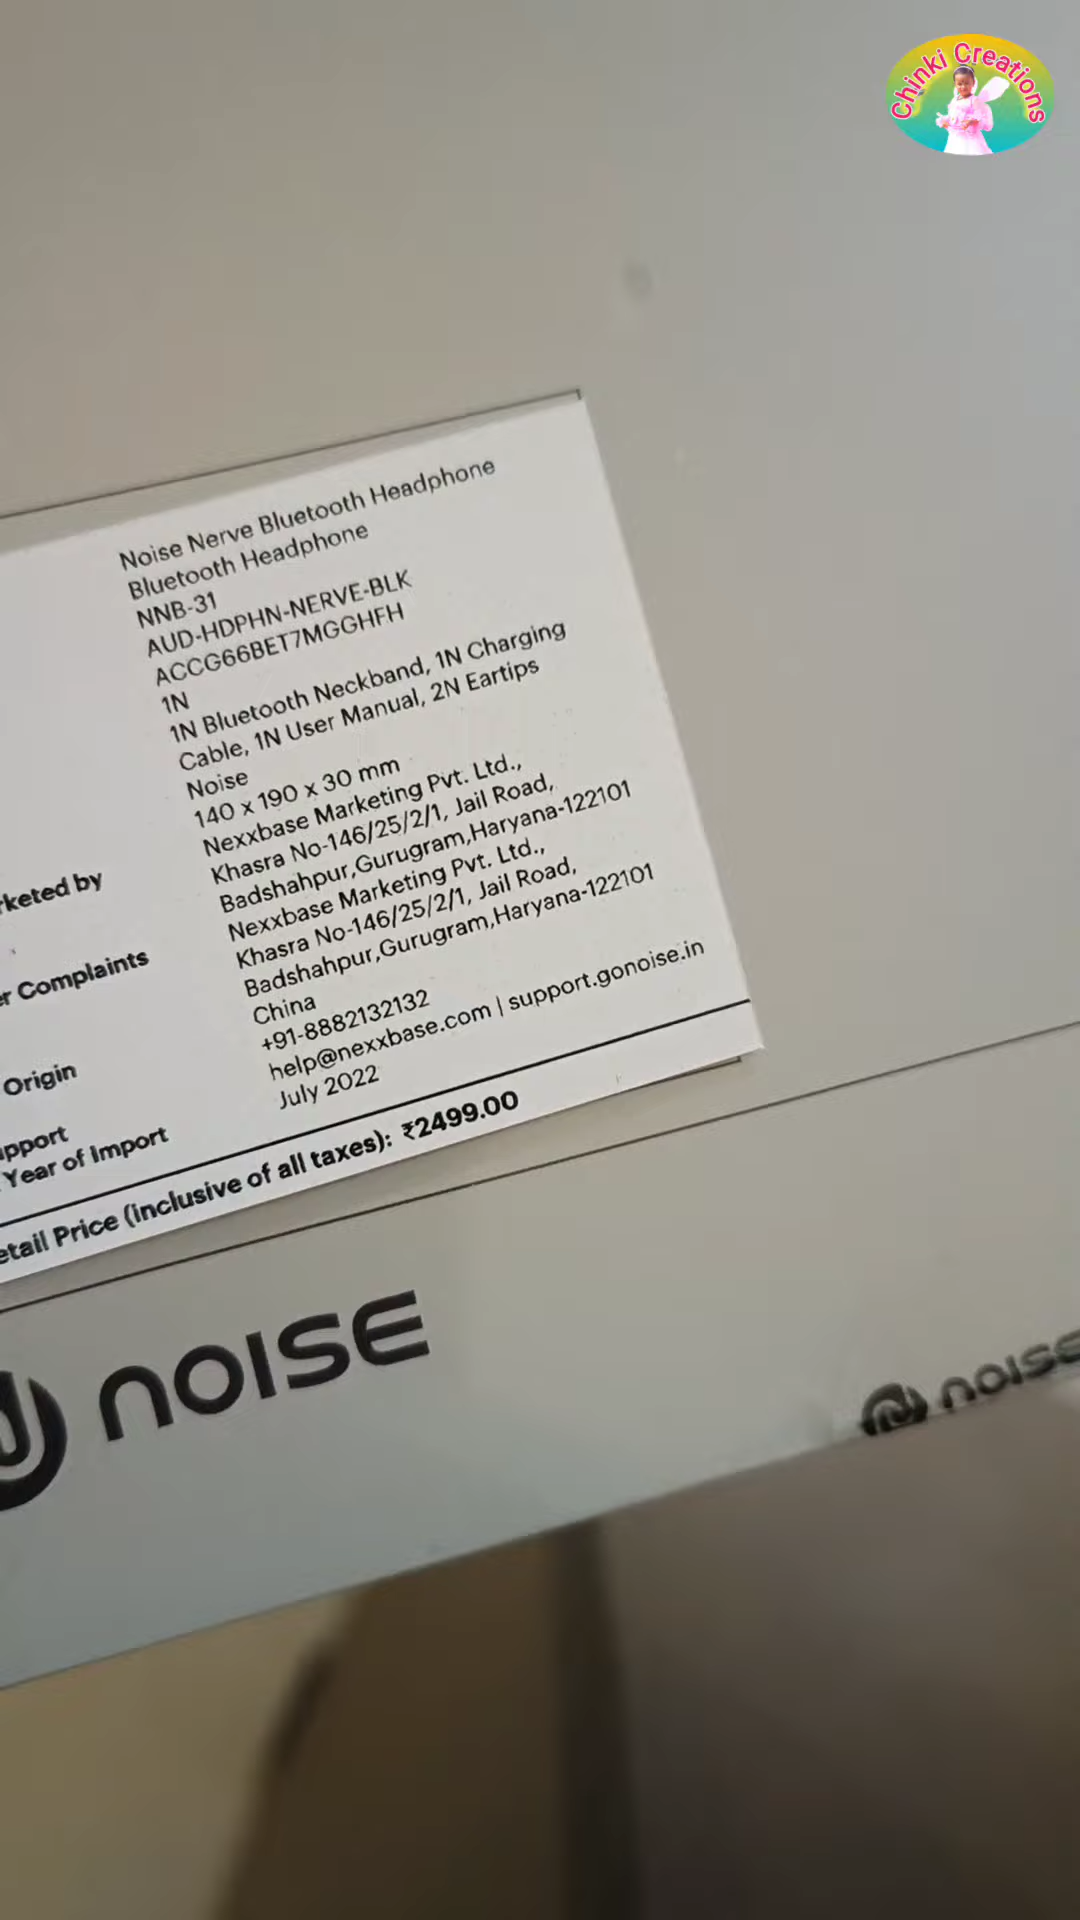 Chinki Creations
Noise Nerve Bluetooth Headphone
Bluetooth Headphone
NNB-31
AUD-HDPHN-NERVE-BLK
ACCG66BET7MGGHFH
1N
1N Bluetooth Neckband, 1N Charging
Cable, 1N User Manual, 2N Eartips
Noise
140 x 190 x 30 mm
Nexxbase Marketing Pvt. Ltd.,
Khasra No-146/25/2/1, Jail Road,
Badshahpur,Gurugram,Haryana-122101
Nexxbase Marketing Pvt. Ltd.,
Khasra No-146/25/2/1, Jail Road,
Badshahpur,Gurugram,Haryana-122101
China
+91-8882132132
help@nexxbase.com | support.gonoise.in
July 2022
rketed by
er Complaints
Origin
upport
Year of Import
etail Price (inclusive of all taxes): ₹2499.00
NOISE
NOISE